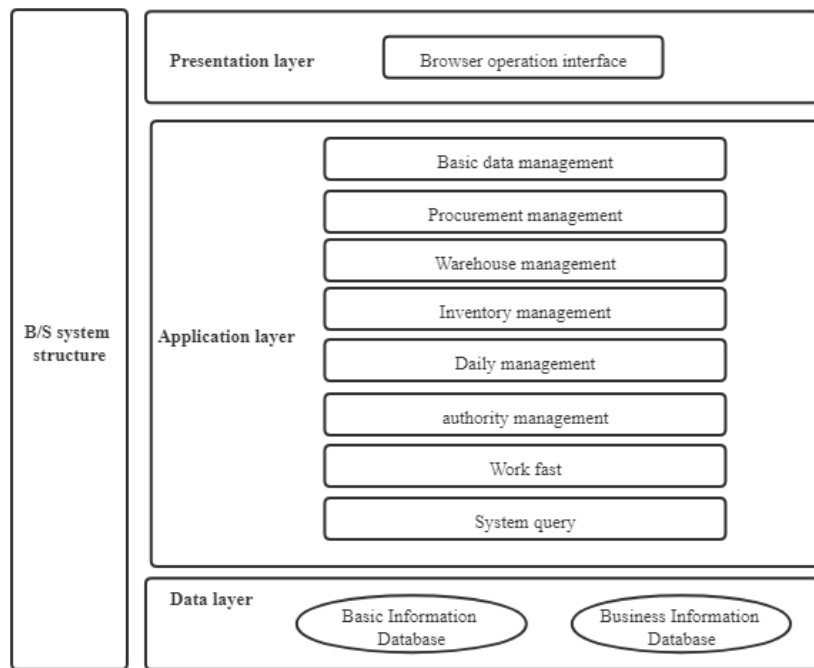 Presentation layer
Browser operation interface
B/S system
structure
Application layer
Basic data management
Procurement management
Warehouse management
Inventory management
Daily management
authority management
Work fast
System query
Data layer
Basic Information
Database
Business Information
Database